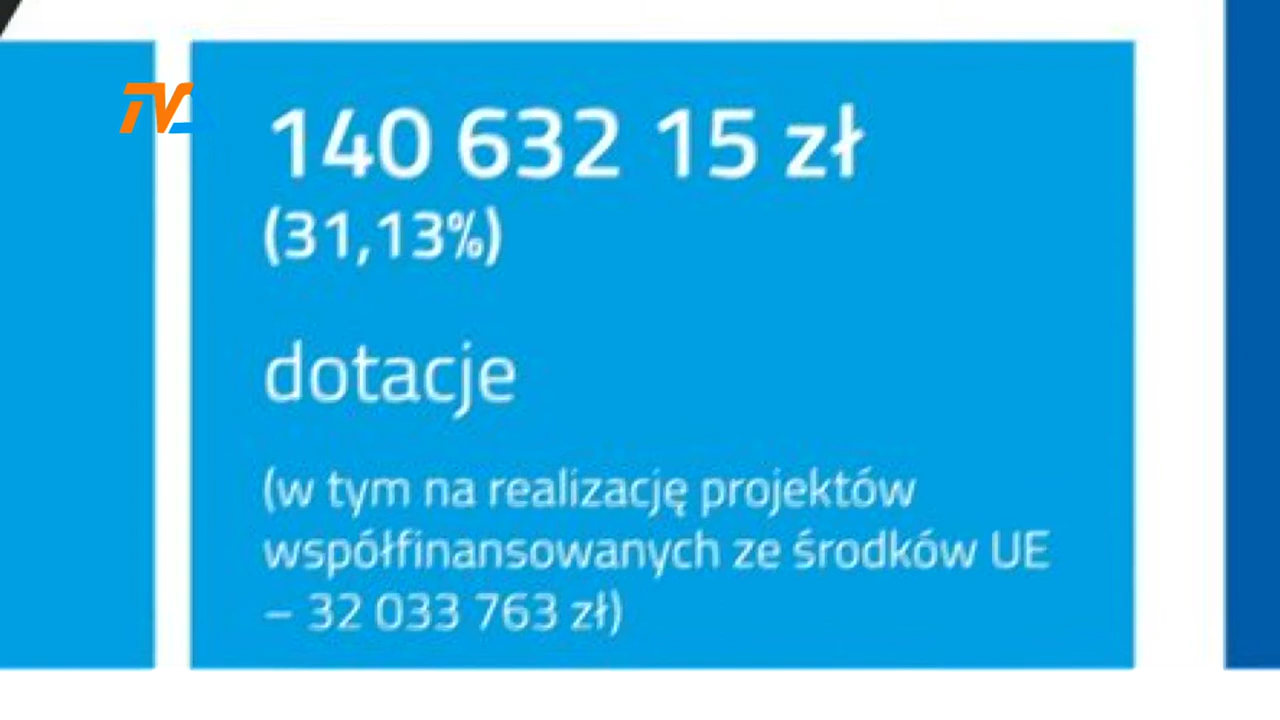 TVS
140 632 15 zł
(31,13%)
dotacje
(w tym na realizację projektów
współfinansowanych ze środków UE
– 32 033 763 zł)